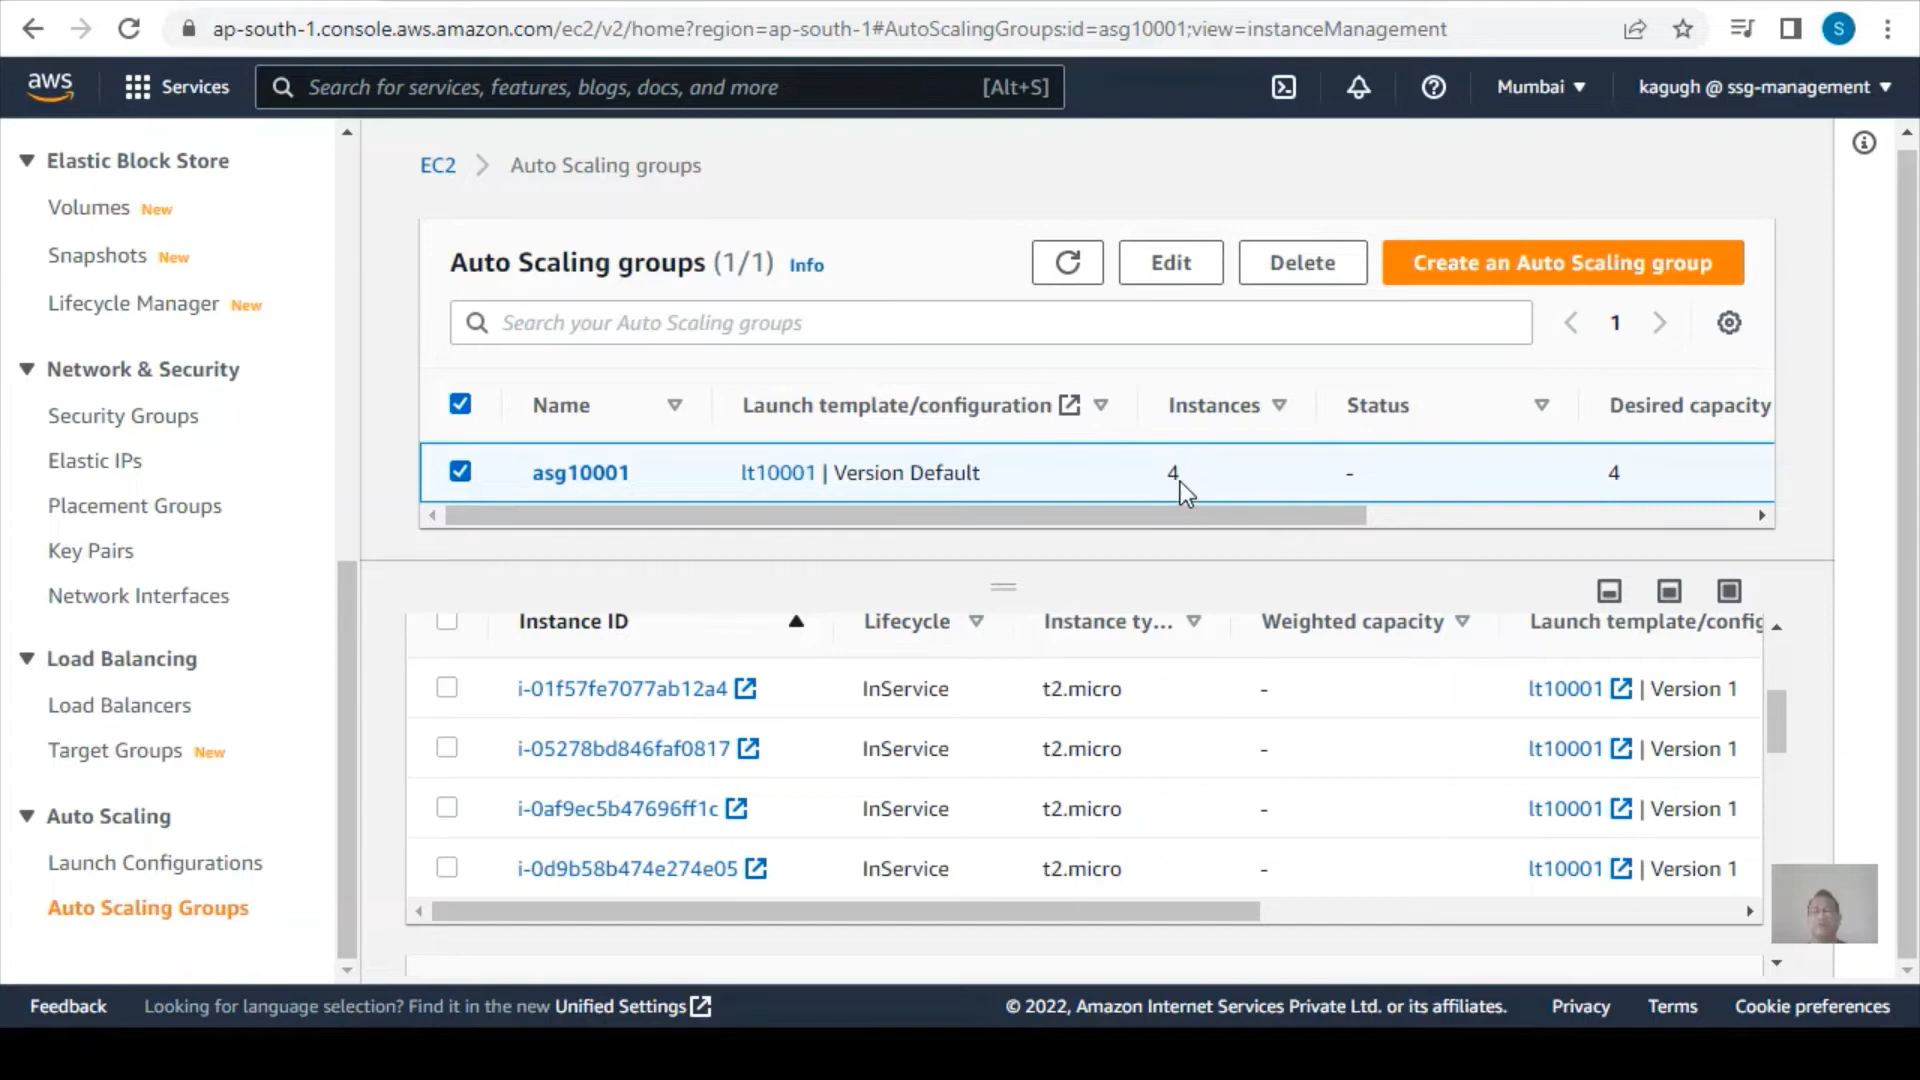 ap-south-1.console.aws.amazon.com/ec2/v2/home?region=ap-south-1#AutoScalingGroups:id=asg10001;view=instanceManagement
S
aws
Services
Search for services, features, blogs, docs, and more
[Alt+S]
Mumbai
kagugh @ ssg-management
Elastic Block Store
Volumes New
Snapshots New
Lifecycle Manager New
Network & Security
Security Groups
Elastic IPs
Placement Groups
Key Pairs
Network Interfaces
Load Balancing
Load Balancers
Target Groups New
Auto Scaling
Launch Configurations
Auto Scaling Groups
EC2 > Auto Scaling groups
Auto Scaling groups (1/1) Info
Edit
Delete
Create an Auto Scaling group
Search your Auto Scaling groups
1
Name Launch template/configuration Instances Status Desired capacity
asg10001 lt10001 | Version Default 4 - 4
Instance ID Lifecycle Instance ty... Weighted capacity Launch template/config
i-01f57fe7077ab12a4 InService t2.micro - lt10001 | Version 1
i-05278bd846faf0817 InService t2.micro - lt10001 | Version 1
i-0af9ec5b47696ff1c InService t2.micro - lt10001 | Version 1
i-0d9b58b474e274e05 InService t2.micro - lt10001 | Version 1
Feedback
Looking for language selection? Find it in the new Unified Settings
© 2022, Amazon Internet Services Private Ltd. or its affiliates.
Privacy
Terms
Cookie preferences